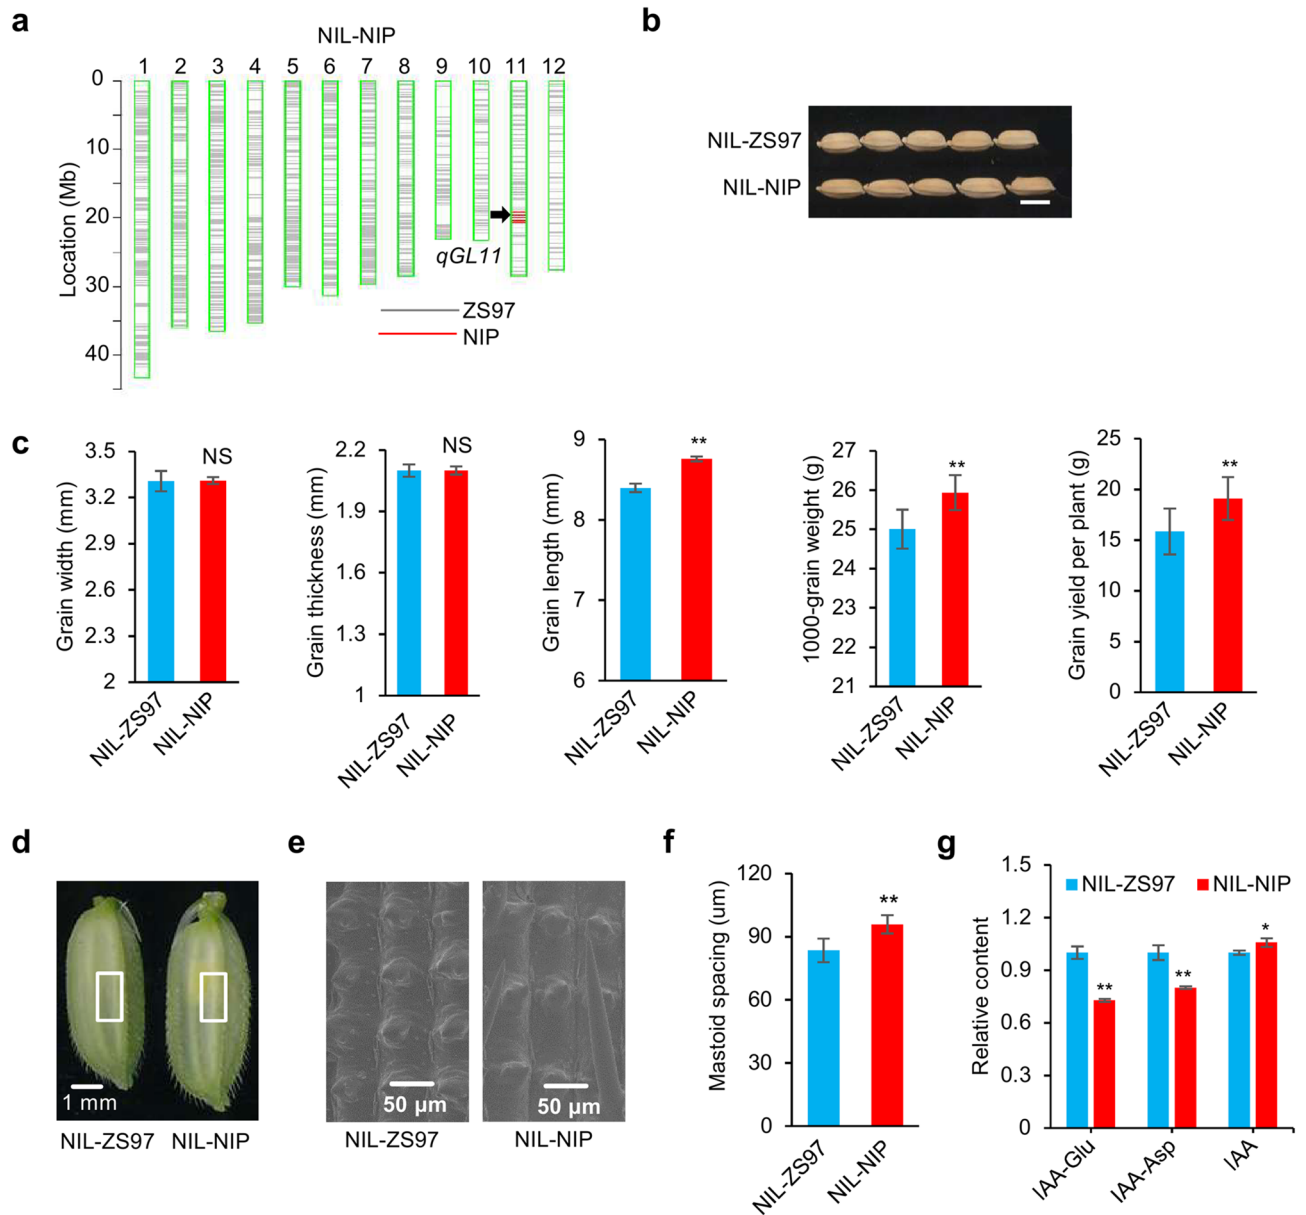 a
NIL-NIP
1 2 3 4 5 6 7 8 9 10 11 12
0
10
20
30
40
Location (Mb)
qGL11
ZS97
NIP
b
NIL-ZS97
NIL-NIP
c
Grain width (mm)
3.5
3.2
2.9
2.6
2.3
2
NS
NIL-ZS97
NIL-NIP
Grain thickness (mm)
2.2
1.9
1.6
1.3
1
NS
NIL-ZS97
NIL-NIP
Grain length (mm)
9
8
7
6
**
NIL-ZS97
NIL-NIP
1000-grain weight (g)
27
26
25
24
23
22
21
**
NIL-ZS97
NIL-NIP
Grain yield per plant (g)
25
20
15
10
5
0
**
NIL-ZS97
NIL-NIP
d
1 mm
NIL-ZS97 NIL-NIP
e
50 µm
50 µm
NIL-ZS97
NIL-NIP
f
Mastoid spacing (um)
120
90
60
30
0
**
NIL-ZS97
NIL-NIP
g
Relative content
1.5
1.2
0.9
0.6
0.3
0
NIL-ZS97 NIL-NIP
**
**
*
IAA-Glu
IAA-Asp
IAA